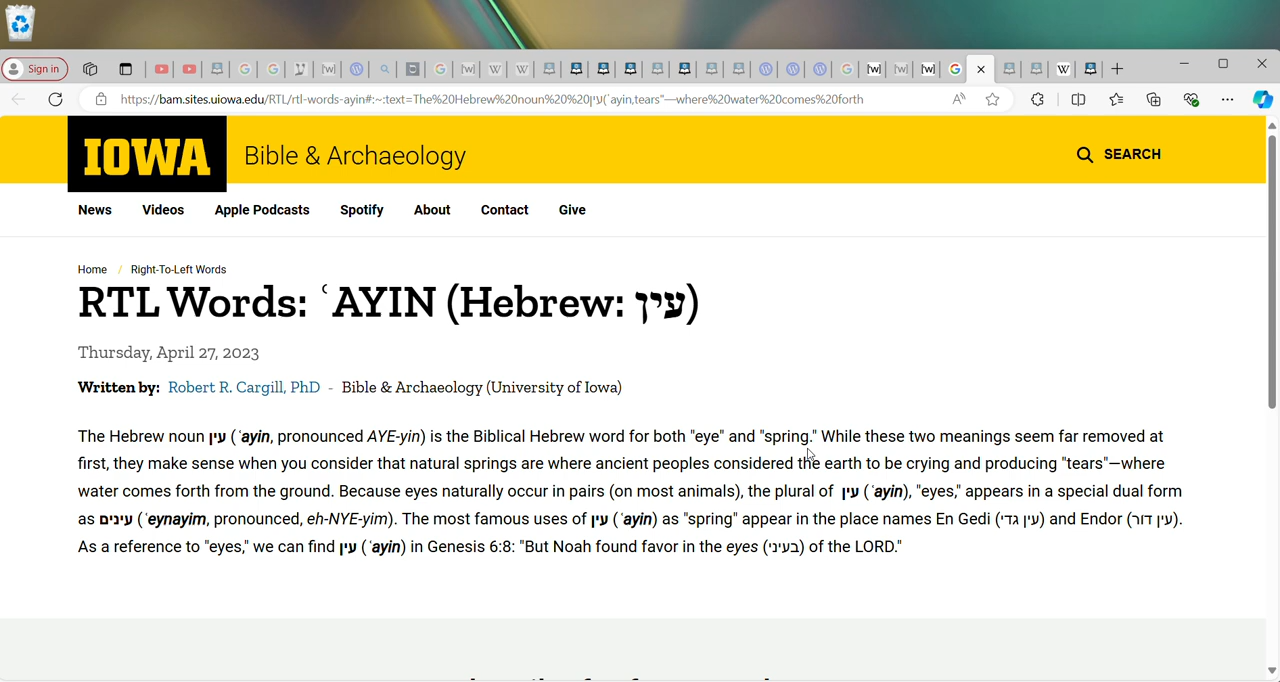 Sign in
https://bam.sites.uiowa.edu/RTL/rtl-words-ayin#:~:text=The%20Hebrew%20noun%20%20עין(ʿayin,tears"—where%20water%20comes%20forth
IOWA Bible & Archaeology SEARCH
News Videos Apple Podcasts Spotify About Contact Give
Home / Right-To-Left Words
RTL Words: ʿAYIN (Hebrew: עין)
Thursday, April 27, 2023
Written by: Robert R. Cargill, PhD - Bible & Archaeology (University of Iowa)
The Hebrew noun עין (ʿayin, pronounced AYE-yin) is the Biblical Hebrew word for both "eye" and "spring." While these two meanings seem far removed at
first, they make sense when you consider that natural springs are where ancient peoples considered the earth to be crying and producing "tears"—where
water comes forth from the ground. Because eyes naturally occur in pairs (on most animals), the plural of עין (ʿayin), "eyes," appears in a special dual form
as עינים (ʿeynayim, pronounced, eh-NYE-yim). The most famous uses of עין (ʿayin) as "spring" appear in the place names En Gedi (עין גדי) and Endor (עין דור).
As a reference to "eyes," we can find עין (ʿayin) in Genesis 6:8: "But Noah found favor in the eyes (בעיני) of the LORD."